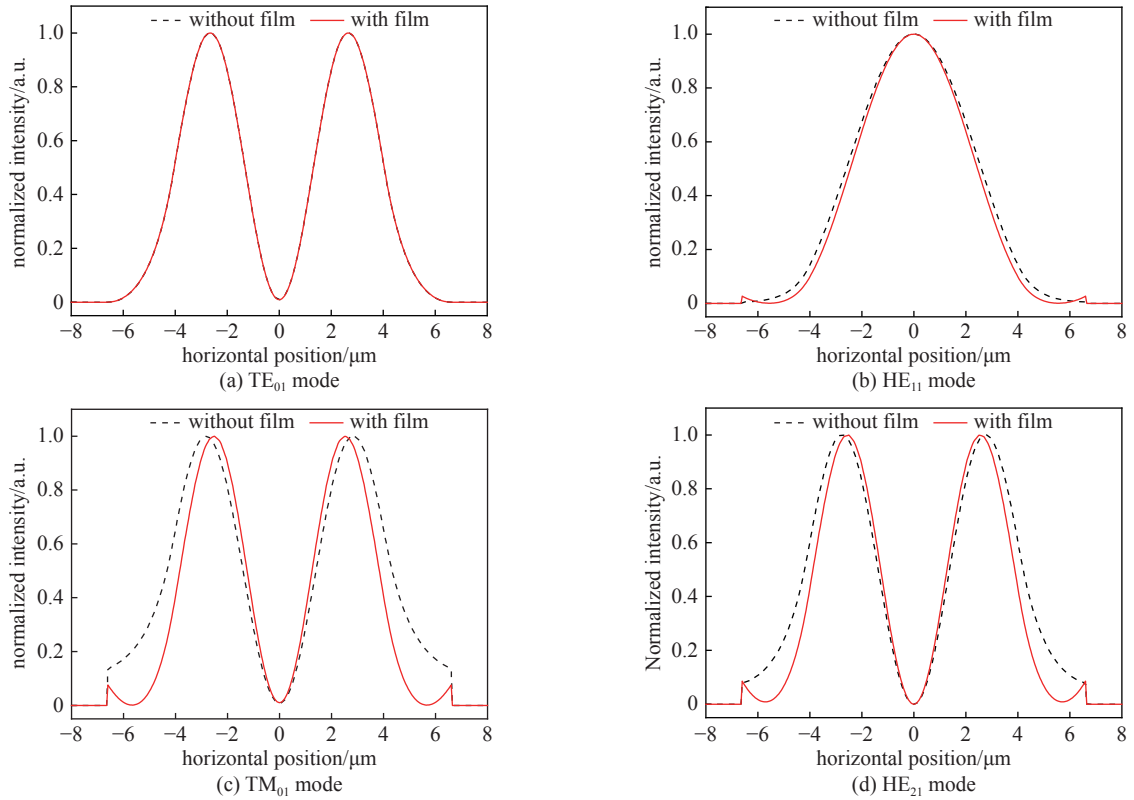 without film with film
1.0
0.8
0.6
0.4
0.2
0
normalized intensity/a.u.
−8 −6 −4 −2 0 2 4 6 8
horizontal position/μm
(a) TE₀₁ mode
without film with film
1.0
0.8
0.6
0.4
0.2
0
normalized intensity/a.u.
−8 −6 −4 −2 0 2 4 6 8
horizontal position/μm
(b) HE₁₁ mode
without film with film
1.0
0.8
0.6
0.4
0.2
0
normalized intensity/a.u.
−8 −6 −4 −2 0 2 4 6 8
horizontal position/μm
(c) TM₀₁ mode
without film with film
1.0
0.8
0.6
0.4
0.2
0
Normalized intensity/a.u.
−8 −6 −4 −2 0 2 4 6 8
horizontal position/μm
(d) HE₂₁ mode